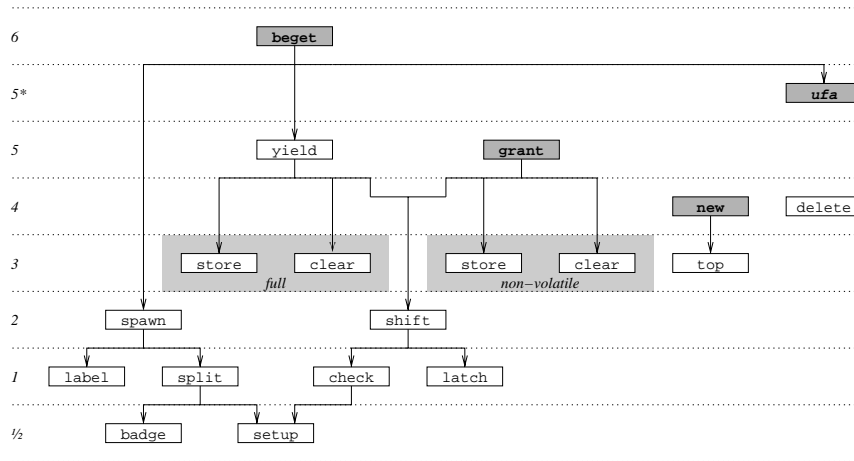 6 beget
5* ufa
5 yield grant
4 new delete
3 store clear store clear top
full non-volatile
2 spawn shift
1 label split check latch
½ badge setup